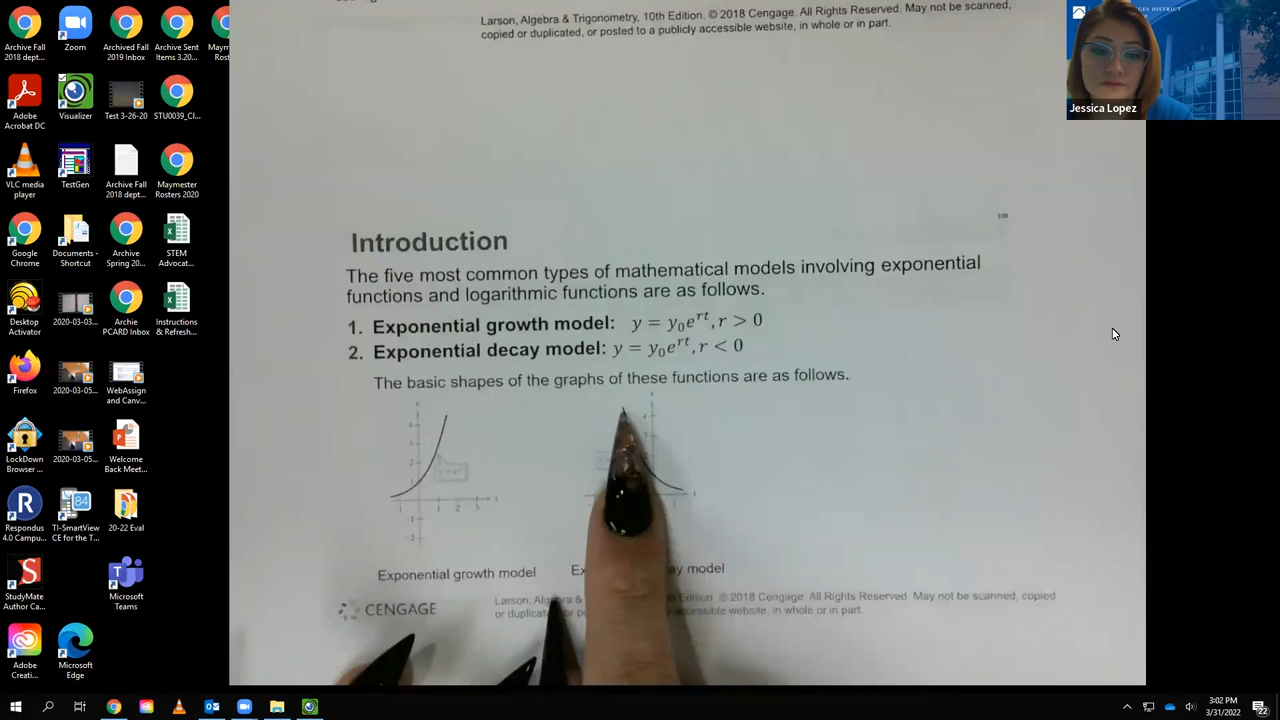 Larson, Algebra & Trigonometry, 10th Edition. © 2018 Cengage. All Rights Reserved. May not be scanned,
copied or duplicated, or posted to a publicly accessible website, in whole or in part.
Jessica Lopez
Archive Fall
2018 dept...
Zoom
Archived Fall
2019 Inbox
Archive Sent
Items 3.20...
Adobe
Acrobat DC
Visualizer
Test 3-26-20
STU0039_Cl...
VLC media
player
TestGen
Archive Fall
2018 dept...
Maymester
Rosters 2020
Google
Chrome
Documents -
Shortcut
Archive
Spring 20...
STEM
Advocat...
Desktop
Activator
2020-03-03...
Archie
PCARD Inbox
Instructions
& Refresh...
Firefox
2020-03-05...
WebAssign
and Canv...
LockDown
Browser ...
2020-03-05...
Welcome
Back Meet...
Respondus
4.0 Campu...
TI-SmartView
CE for the T...
20-22 Eval
StudyMate
Author Ca...
Microsoft
Teams
Adobe
Creati...
Microsoft
Edge
109
Introduction
The five most common types of mathematical models involving exponential
functions and logarithmic functions are as follows.
1. Exponential growth model: y = y₀e^{rt}, r > 0
2. Exponential decay model: y = y₀e^{rt}, r < 0
The basic shapes of the graphs of these functions are as follows.
Exponential growth model
ay model
CENGAGE
Larson, Algebra & Edition. © 2018 Cengage. All Rights Reserved. May not be scanned, copied
or duplicated, or accessible website, in whole or in part.
3:02 PM
3/31/2022
22